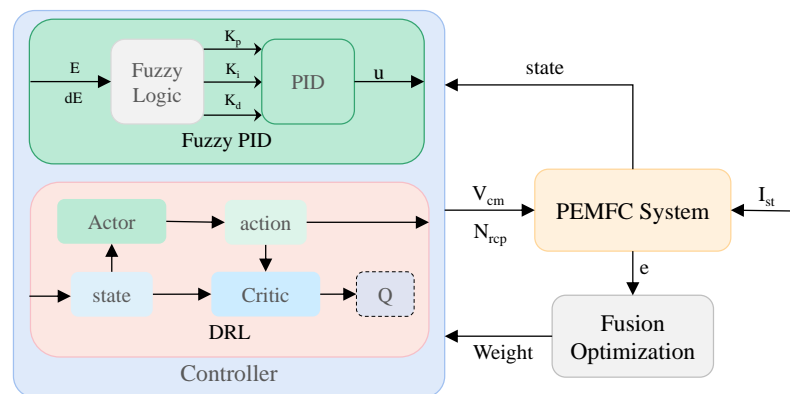 E
dE
Fuzzy
Logic
K_p
K_i
K_d
PID
u
Fuzzy PID
Actor
action
state
Critic
Q
DRL
Controller
state
V_cm
N_rcp
PEMFC System
I_st
e
Weight
Fusion
Optimization